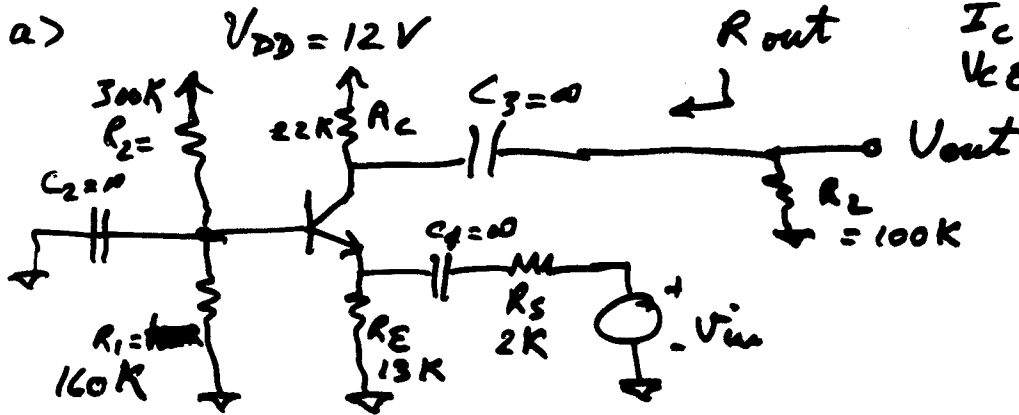 a) V_DD = 12 V
R out
I_C
V_CE
300K
R_2 =
22K R_C
C_3 = ∞
V_out
C_2 = ∞
R_L
= 100K
C_4 = ∞
R_1 =
160K
R_E
13K
R_S
2K
+
- V_in